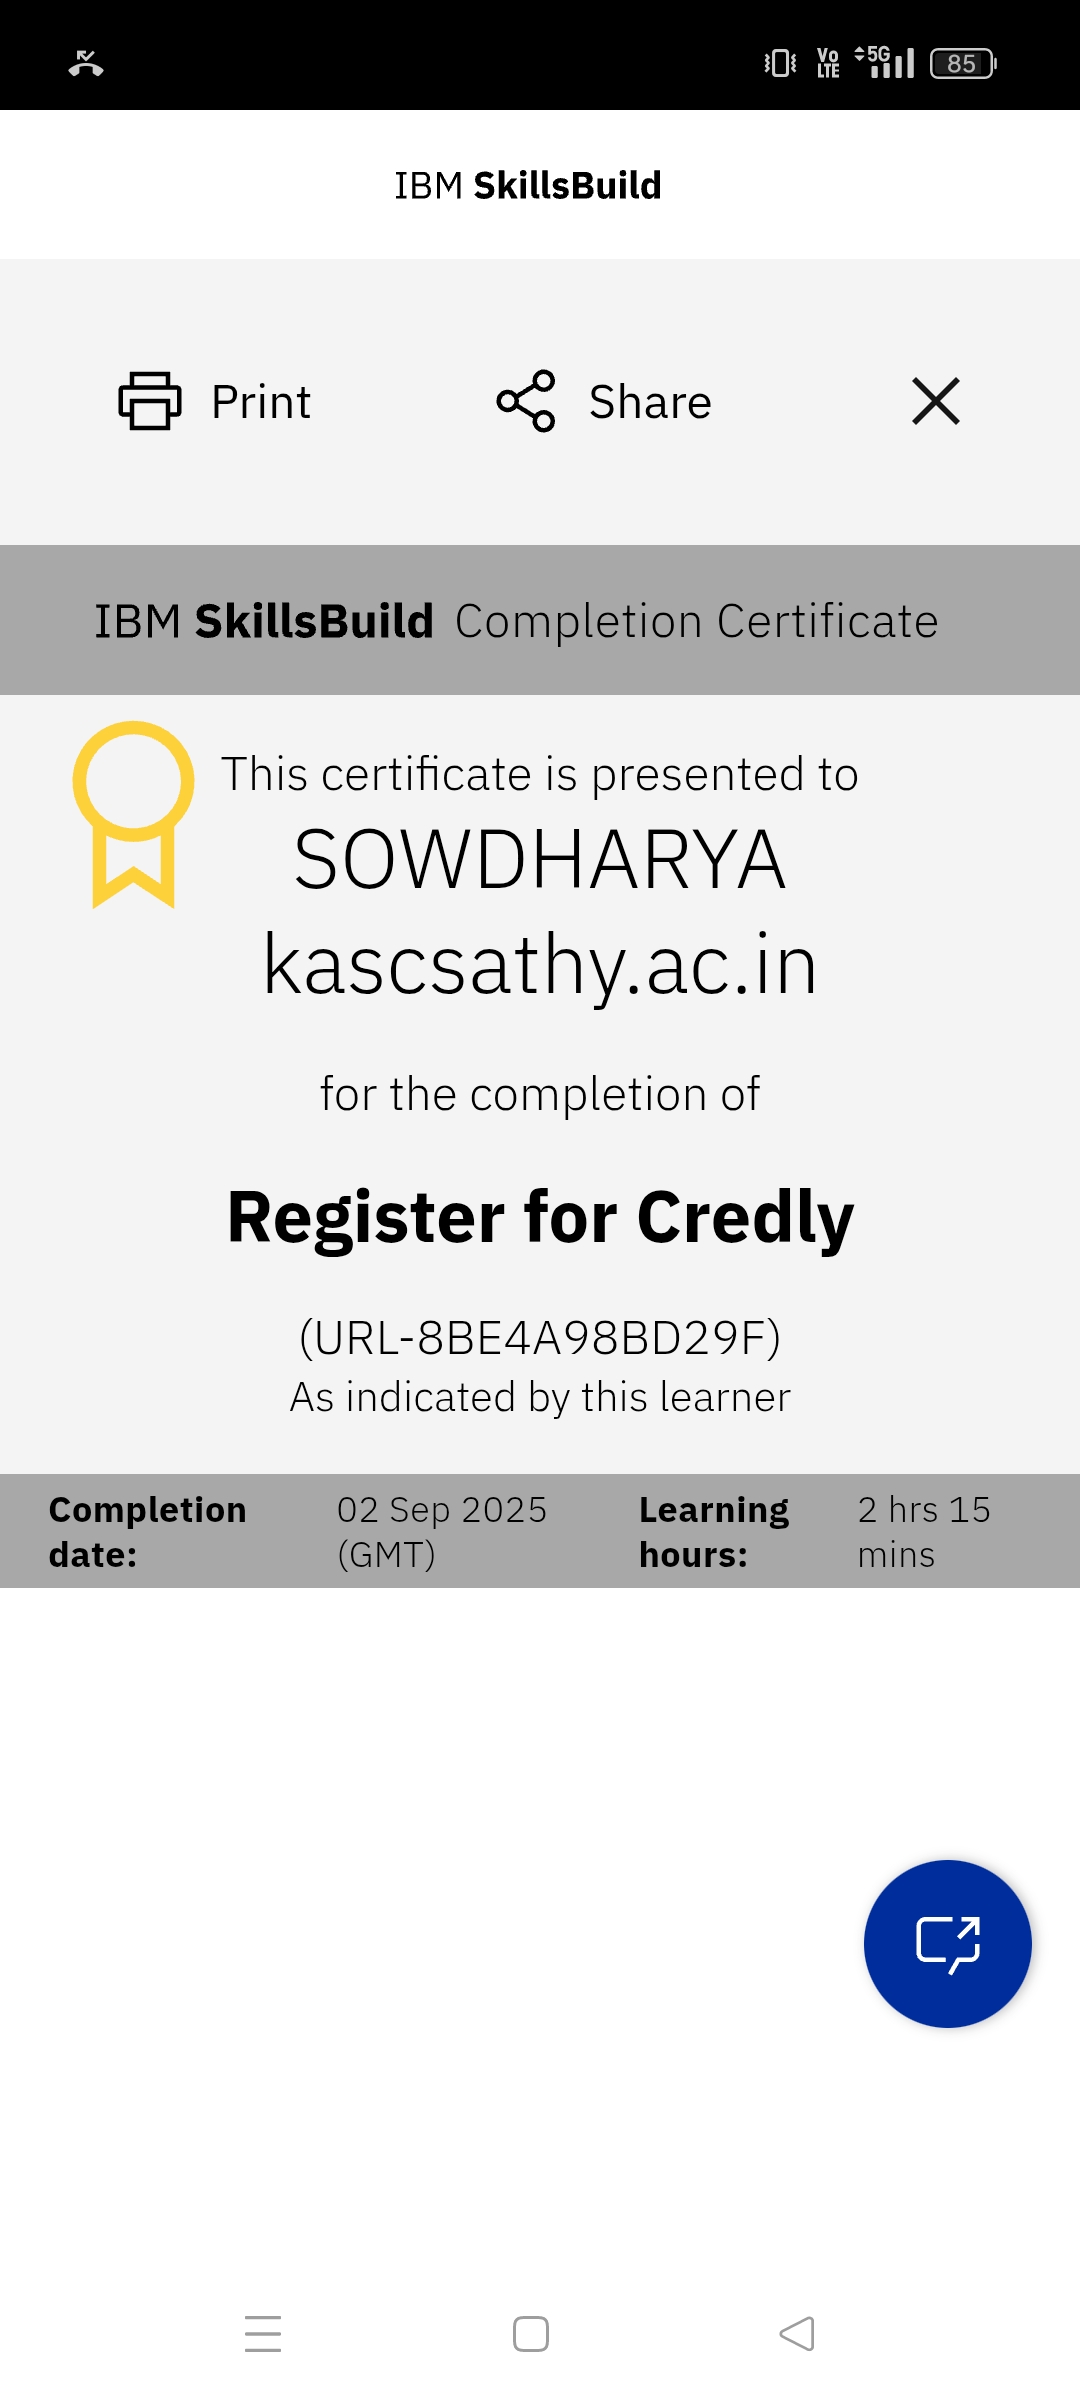 Vo LTE 5G 85
IBM SkillsBuild
Print Share
IBM SkillsBuild Completion Certificate
This certificate is presented to
SOWDHARYA
kascsathy.ac.in
for the completion of
Register for Credly
(URL-8BE4A98BD29F)
As indicated by this learner
Completion date: 02 Sep 2025 (GMT) Learning hours: 2 hrs 15 mins